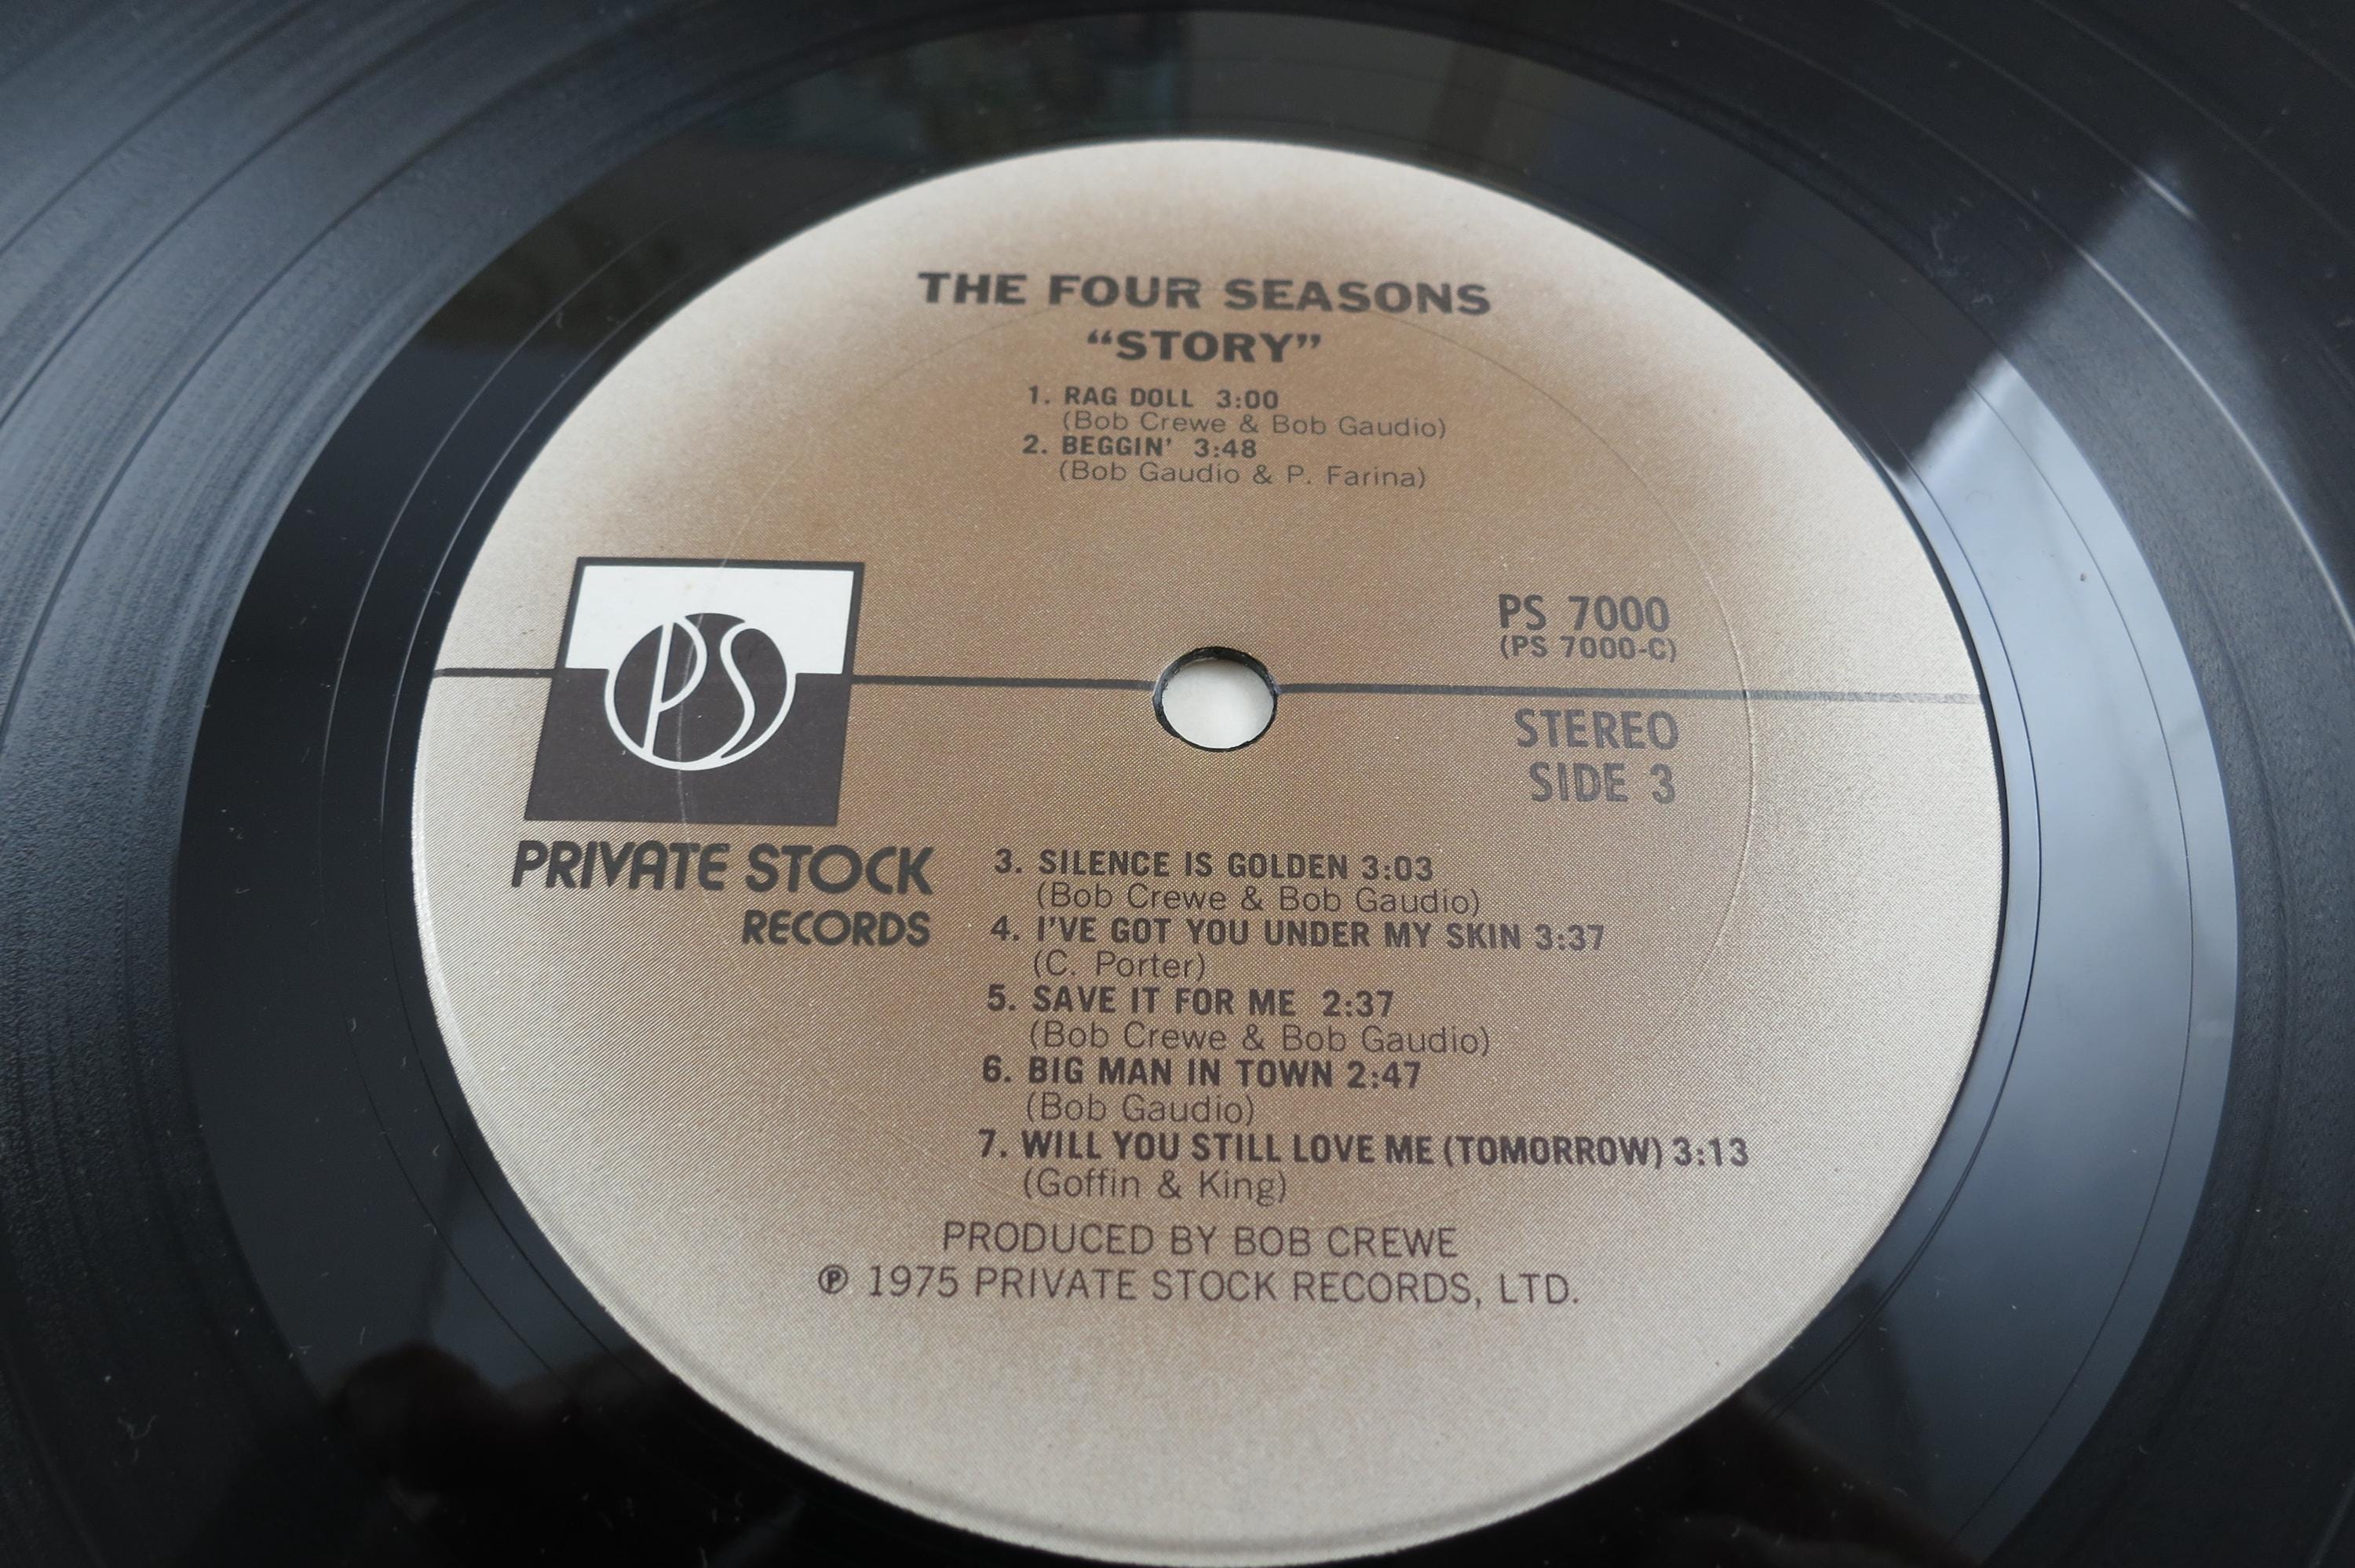 THE FOUR SEASONS
“STORY”
1. RAG DOLL 3:00
(Bob Crewe & Bob Gaudio)
2. BEGGIN’ 3:48
(Bob Gaudio & P. Farina)
PS
PRIVATE STOCK
RECORDS
PS 7000
(PS 7000-C)
STEREO
SIDE 3
3. SILENCE IS GOLDEN 3:03
(Bob Crewe & Bob Gaudio)
4. I’VE GOT YOU UNDER MY SKIN 3:37
(C. Porter)
5. SAVE IT FOR ME 2:37
(Bob Crewe & Bob Gaudio)
6. BIG MAN IN TOWN 2:47
(Bob Gaudio)
7. WILL YOU STILL LOVE ME (TOMORROW) 3:13
(Goffin & King)
PRODUCED BY BOB CREWE
℗ 1975 PRIVATE STOCK RECORDS, LTD.